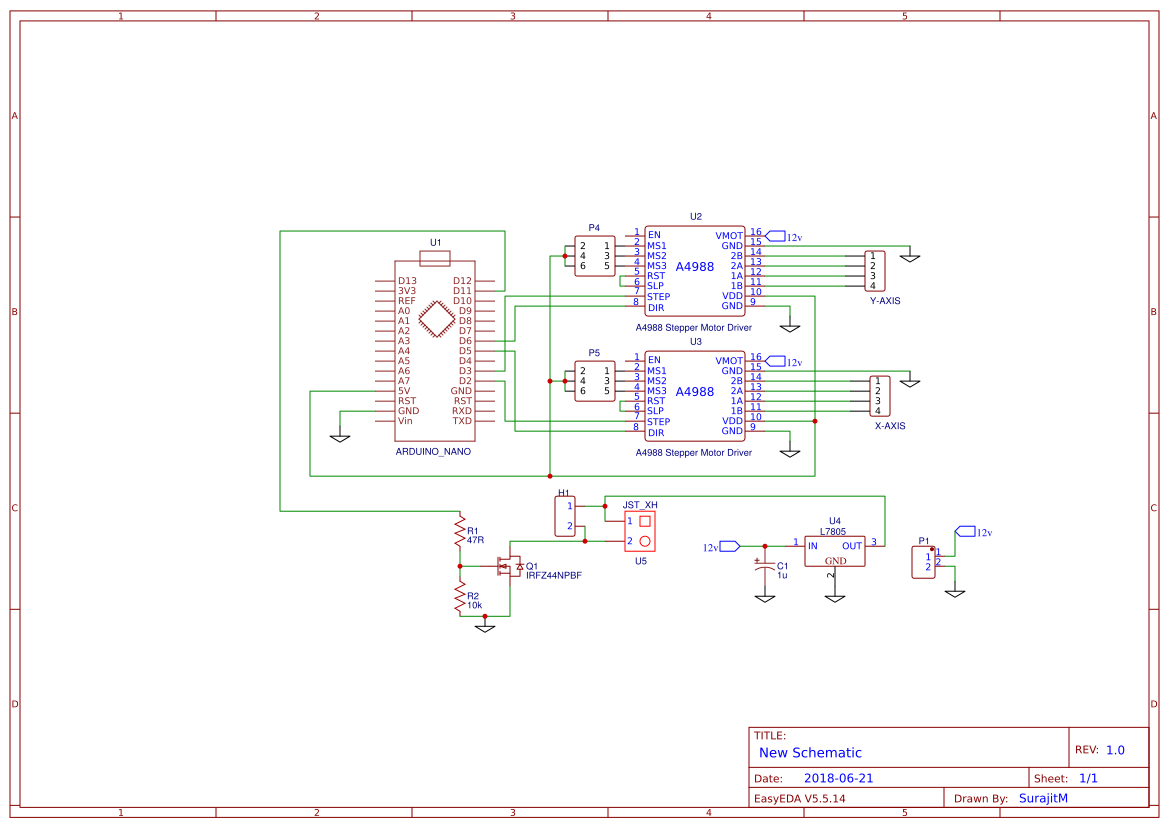 1 2 3 4 5
A A
B B
C C
D D
U1
D13 D12
3V3 D11
REF D10
A0 D9
A1 D8
A2 D7
A3 D6
A4 D5
A5 D4
A6 D3
A7 D2
5V GND
RST RST
GND RXD
Vin TXD
ARDUINO_NANO
P4
2 1
4 3
6 5
U2
1 EN VMOT 16 12v
2 MS1 GND 15
3 MS2 2B 14
4 MS3 2A 13
5 RST 1A 12
6 SLP 1B 11
7 STEP VDD 10
8 DIR GND 9
A4988
A4988 Stepper Motor Driver
1
2
3
4
Y-AXIS
P5
2 1
4 3
6 5
U3
1 EN VMOT 16 12v
2 MS1 GND 15
3 MS2 2B 14
4 MS3 2A 13
5 RST 1A 12
6 SLP 1B 11
7 STEP VDD 10
8 DIR GND 9
A4988
A4988 Stepper Motor Driver
1
2
3
4
X-AXIS
H1
1
2
JST_XH
1
2
U5
R1
47R
R2
10k
Q1
IRFZ44NPBF
12v
+
C1
1u
U4
L7805
1 IN OUT 3
GND
2
P1
1 1
2 2
12v
TITLE:
New Schematic
REV: 1.0
Date: 2018-06-21
Sheet: 1/1
EasyEDA V5.5.14
Drawn By: SurajitM
1 2 3 4 5